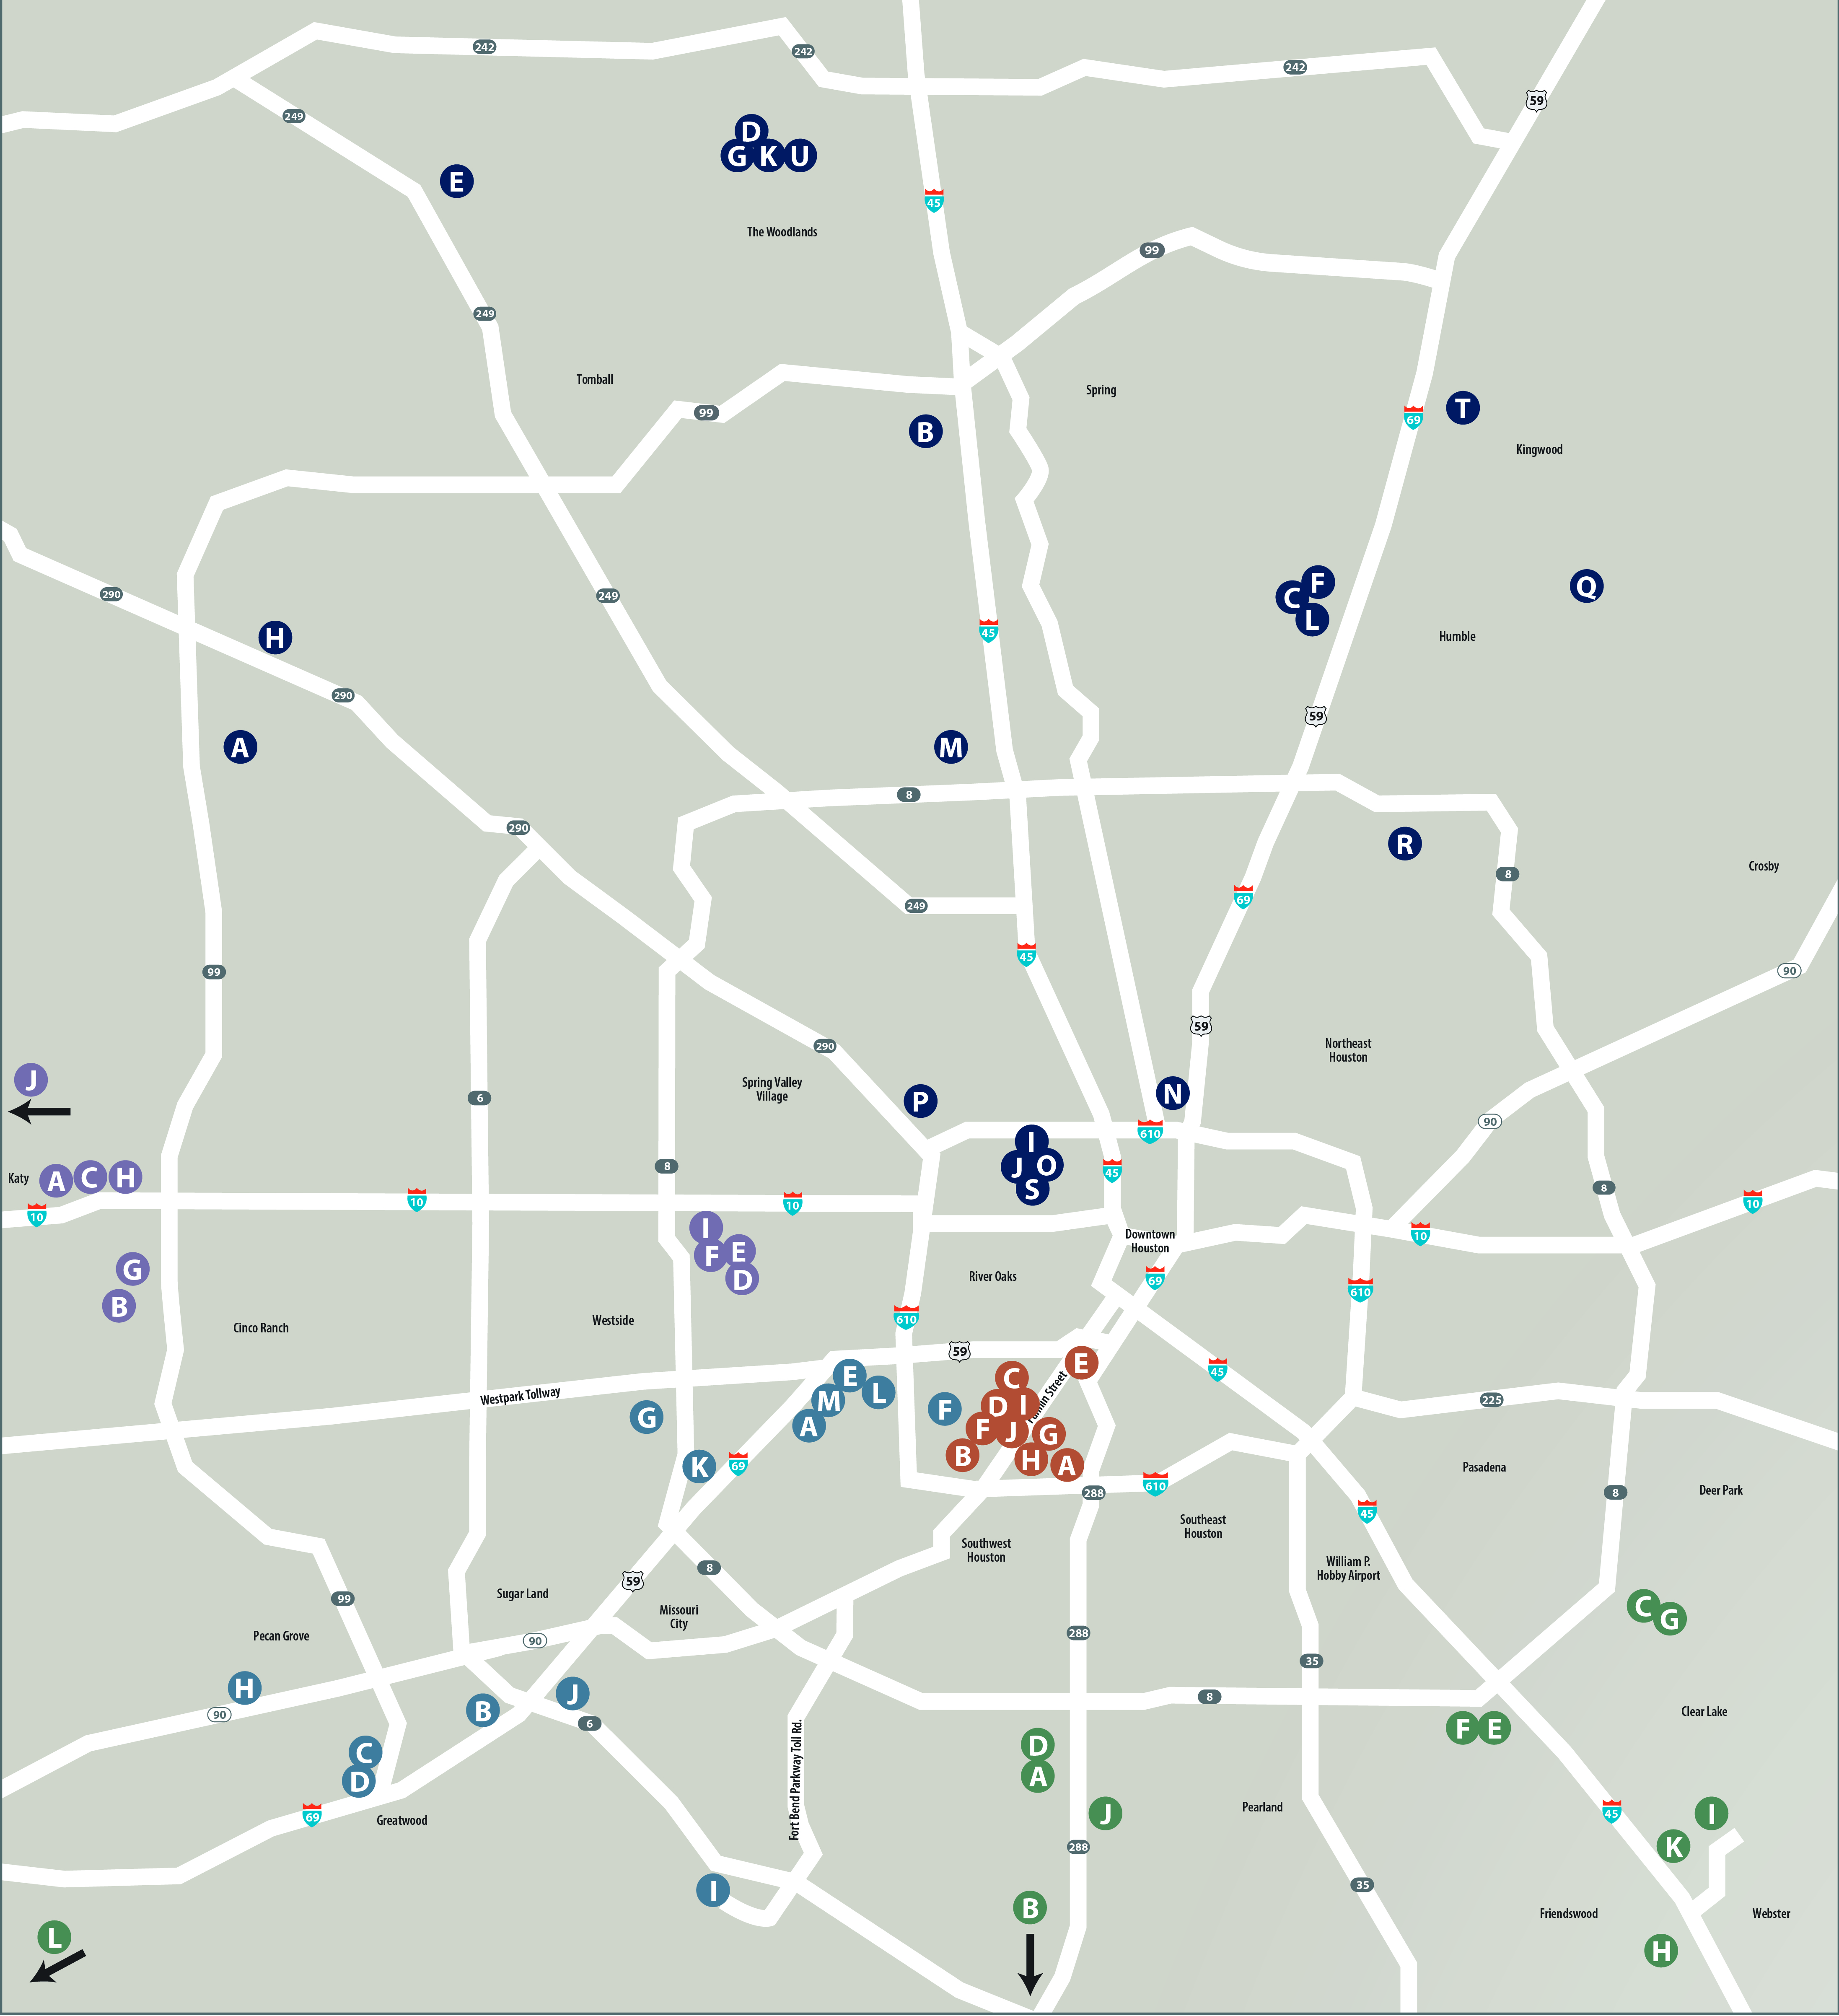 242
242
242
59
249
D
G K U
E
45
The Woodlands
99
249
Tomball
Spring
99
B
T
69
Kingwood
290
249
F
C
L
Q
H
45
Humble
290
59
A
M
8
290
R
Crosby
8
249
69
45
99
90
59
290
Northeast
Houston
J
Spring Valley
Village
6
P
N
90
610
I
J O
S
8
45
Katy
A C H
8
10
10
10
10
I
F E
D
10
Downtown
Houston
G
River Oaks
69
B
610
610
Cinco Ranch
Westside
59
E
45
E
L
C
Westpark Tollway
M
A
G
F
D I
225
F J G
B
H A
K
69
Pasadena
610
288
Deer Park
8
45
Southeast
Houston
Southwest
Houston
8
William P.
Hobby Airport
59
Sugar Land
99
Missouri
City
C
G
Pecan Grove
90
288
35
H
J
B
90
6
8
Clear Lake
F E
C
D
D
A
Fort Bend Parkway Toll Rd.
69
Greatwood
J
Pearland
45
I
K
288
I
35
B
Friendswood
Webster
L
H